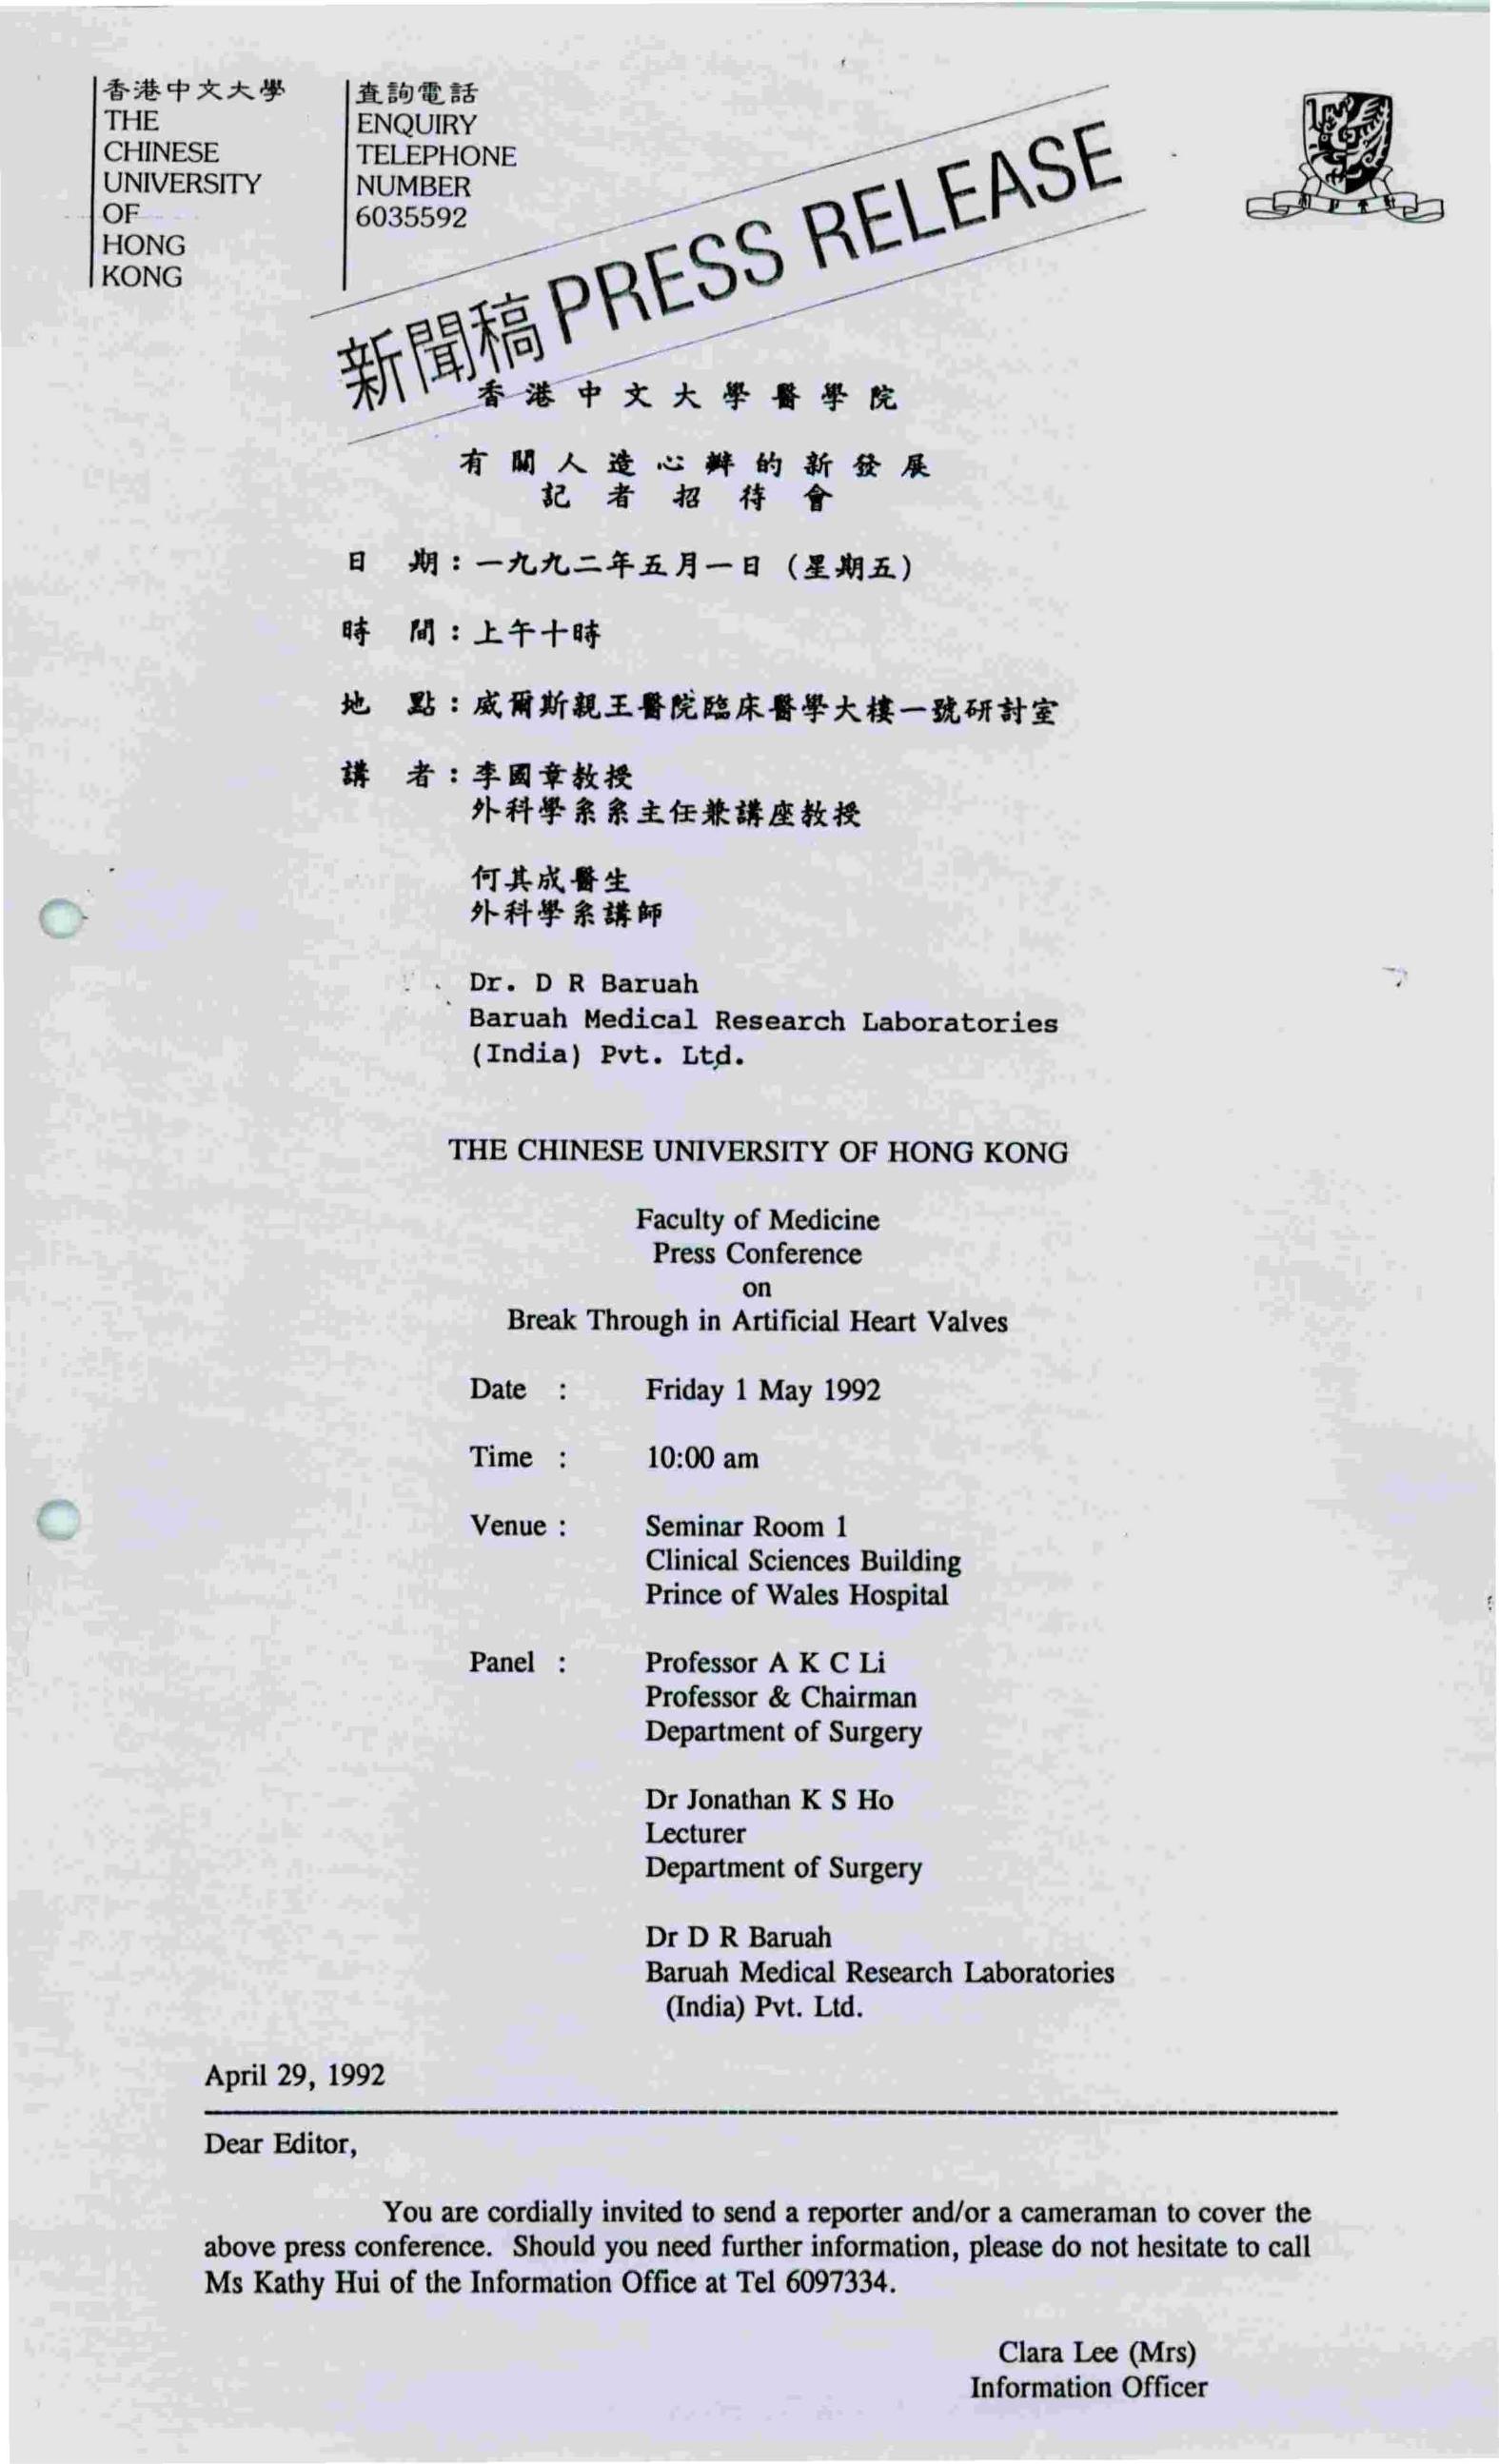 香港中文大學
THE
CHINESE
UNIVERSITY
OF
HONG
KONG
查詢電話
ENQUIRY
TELEPHONE
NUMBER
6035592
新聞稿 PRESS RELEASE
香港中文大學醫學院
有關人造心瓣的新發展
記者招待會
日 期：一九九二年五月一日（星期五）
時 間：上午十時
地 點：威爾斯親王醫院臨床醫學大樓一號研討室
講 者：李國章教授
外科學系系主任兼講座教授
何其成醫生
外科學系講師
Dr. D R Baruah
Baruah Medical Research Laboratories
(India) Pvt. Ltd.
THE CHINESE UNIVERSITY OF HONG KONG
Faculty of Medicine
Press Conference
on
Break Through in Artificial Heart Valves
Date : Friday 1 May 1992
Time : 10:00 am
Venue : Seminar Room 1
Clinical Sciences Building
Prince of Wales Hospital
Panel : Professor A K C Li
Professor & Chairman
Department of Surgery
Dr Jonathan K S Ho
Lecturer
Department of Surgery
Dr D R Baruah
Baruah Medical Research Laboratories
(India) Pvt. Ltd.
April 29, 1992
Dear Editor,
You are cordially invited to send a reporter and/or a cameraman to cover the
above press conference. Should you need further information, please do not hesitate to call
Ms Kathy Hui of the Information Office at Tel 6097334.
Clara Lee (Mrs)
Information Officer